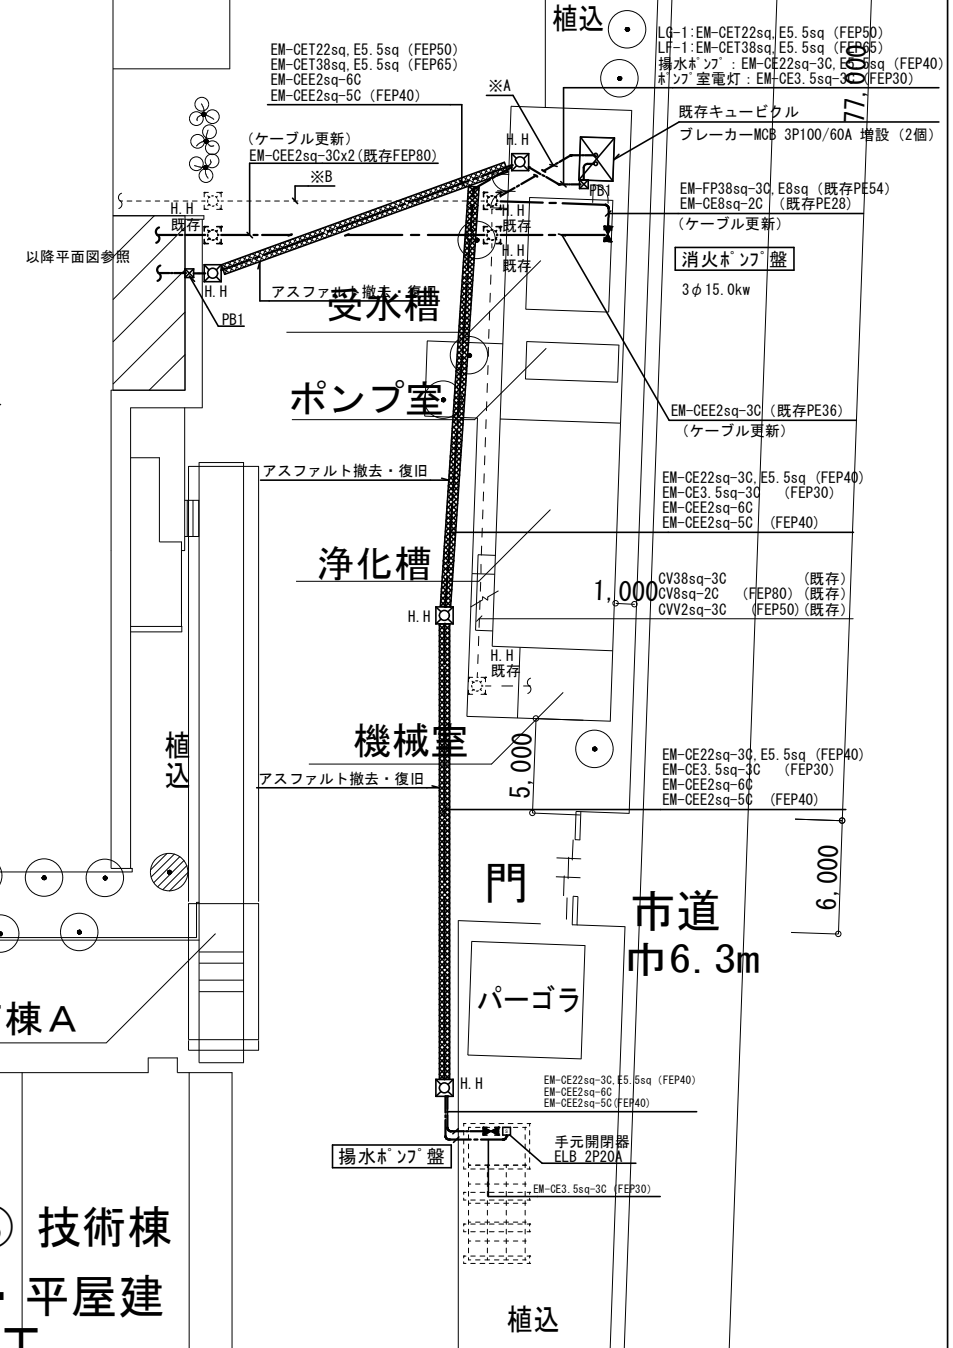 植込
EM-CET22sq, E5.5sq (FEP50)
EM-CET38sq, E5.5sq (FEP65)
EM-CEE2sq-6C
EM-CEE2sq-5C (FEP40)
LG-1:EM-CET22sq, E5.5sq (FEP50)
LF-1:EM-CET38sq, E5.5sq (FEP65)
揚水ﾎﾟﾝﾌﾟ:EM-CE22sq-3C, E5.5sq (FEP40)
ﾎﾟﾝﾌﾟ室電灯:EM-CE3.5sq-3C (FEP30)
77,000
※A
既存キュービクル
ブレーカーMCB 3P100/60A 増設 (2個)
(ケーブル更新)
EM-CEE2sq-3Cx2(既存FEP80)
H.H
※B
PB1
EM-FP38sq-3C, E8sq (既存PE54)
EM-CE8sq-2C (既存PE28)
(ケーブル更新)
H.H
既存
H.H
既存
H.H
既存
以降平面図参照
消火ﾎﾟﾝﾌﾟ盤
3φ15.0kw
H.H
アスファルト撤去・復旧
受水槽
PB1
ポンプ室
EM-CEE2sq-3C (既存PE36)
(ケーブル更新)
アスファルト撤去・復旧
EM-CE22sq-3C, E5.5sq (FEP40)
EM-CE3.5sq-3C (FEP30)
EM-CEE2sq-6C
EM-CEE2sq-5C (FEP40)
浄化槽
1,000
CV38sq-3C (既存)
CV8sq-2C (FEP80) (既存)
CVV2sq-3C (FEP50)(既存)
H.H
H.H
既存
植込
機械室
5,000
アスファルト撤去・復旧
EM-CE22sq-3C, E5.5sq (FEP40)
EM-CE3.5sq-3C (FEP30)
EM-CEE2sq-6C
EM-CEE2sq-5C (FEP40)
6,000
門
市道
巾6.3m
パーゴラ
棟A
H.H
EM-CE22sq-3C, E5.5sq (FEP40)
EM-CEE2sq-6C
EM-CEE2sq-5C(FEP40)
揚水ﾎﾟﾝﾌﾟ盤
手元開閉器
ELB 2P20A
EM-CE3.5sq-3C (FEP30)
技術棟
・平屋建
植込